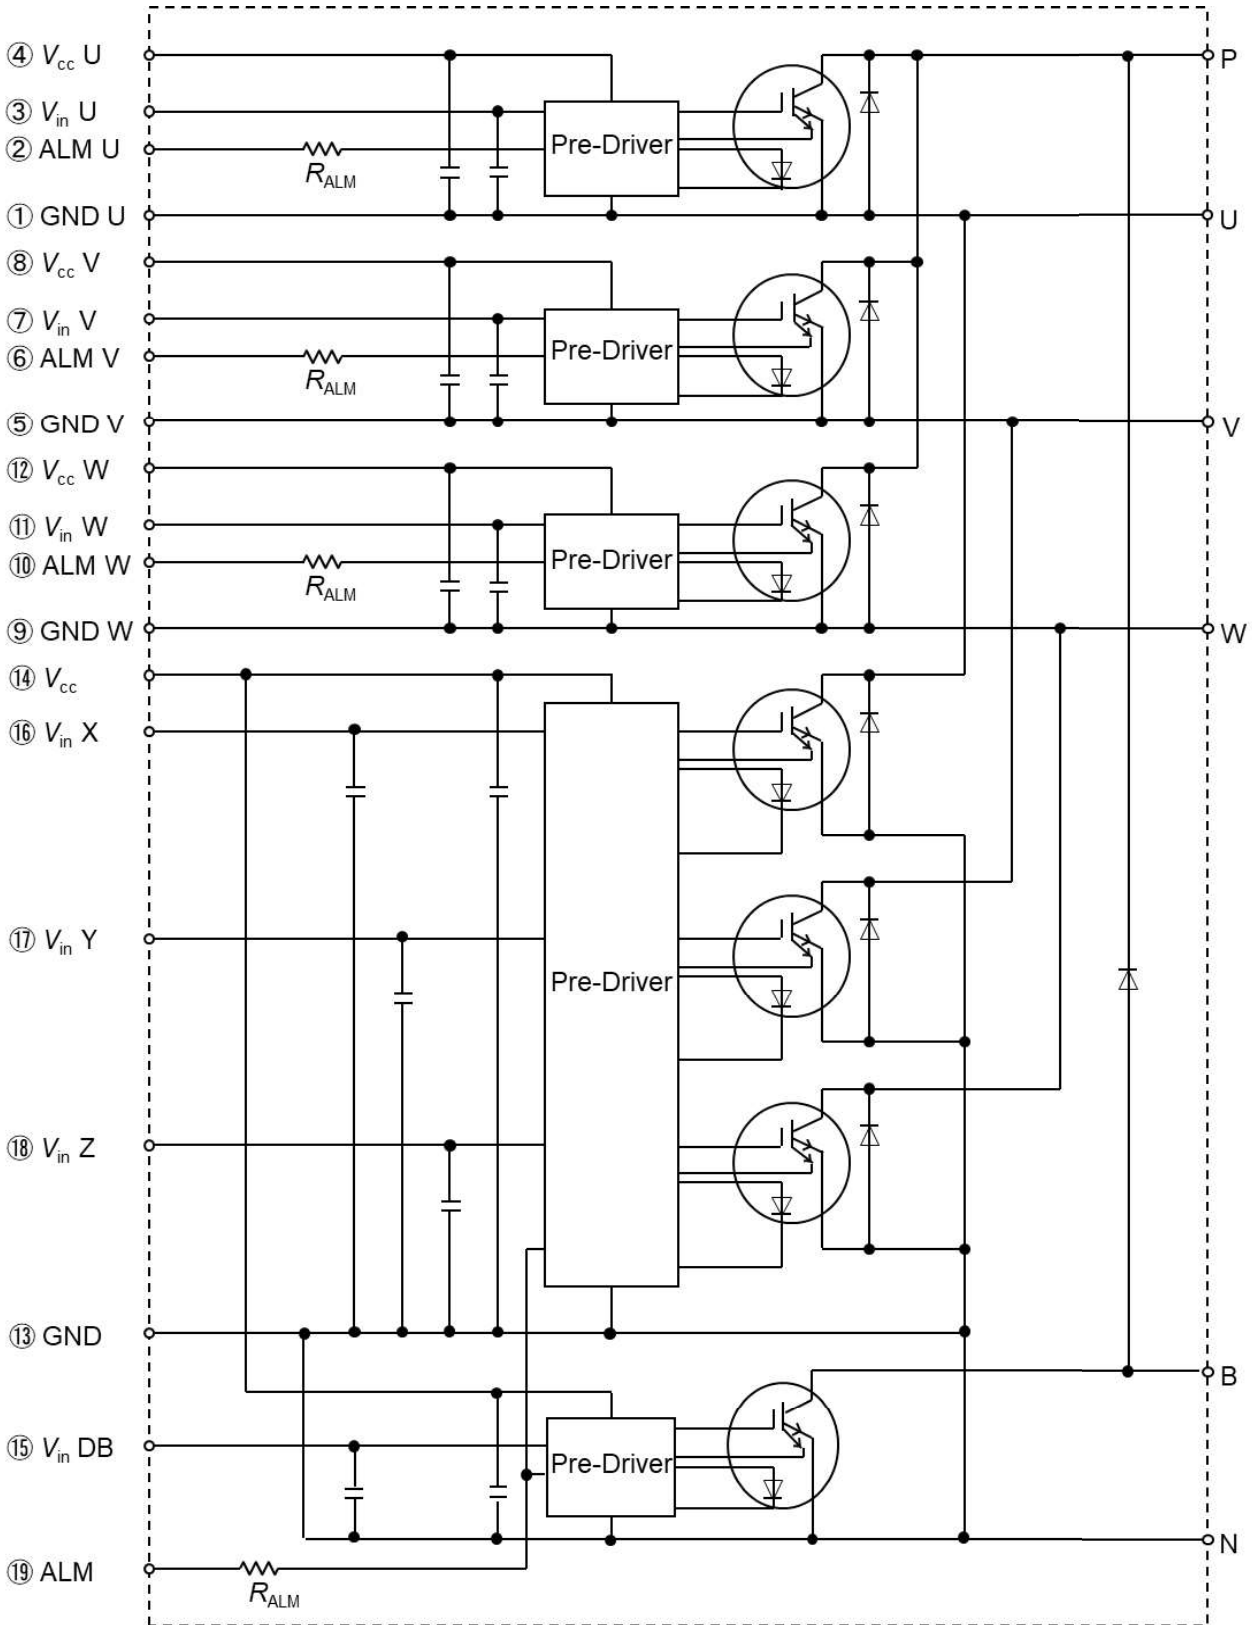 ④ Vcc U
P
③ Vin U
Pre-Driver
② ALM U
RALM
① GND U
U
⑧ Vcc V
⑦ Vin V
Pre-Driver
⑥ ALM V
RALM
⑤ GND V
V
⑫ Vcc W
⑪ Vin W
Pre-Driver
⑩ ALM W
RALM
⑨ GND W
W
⑭ Vcc
⑯ Vin X
⑰ Vin Y
Pre-Driver
⑱ Vin Z
⑬ GND
B
⑮ Vin DB
Pre-Driver
N
⑲ ALM
RALM